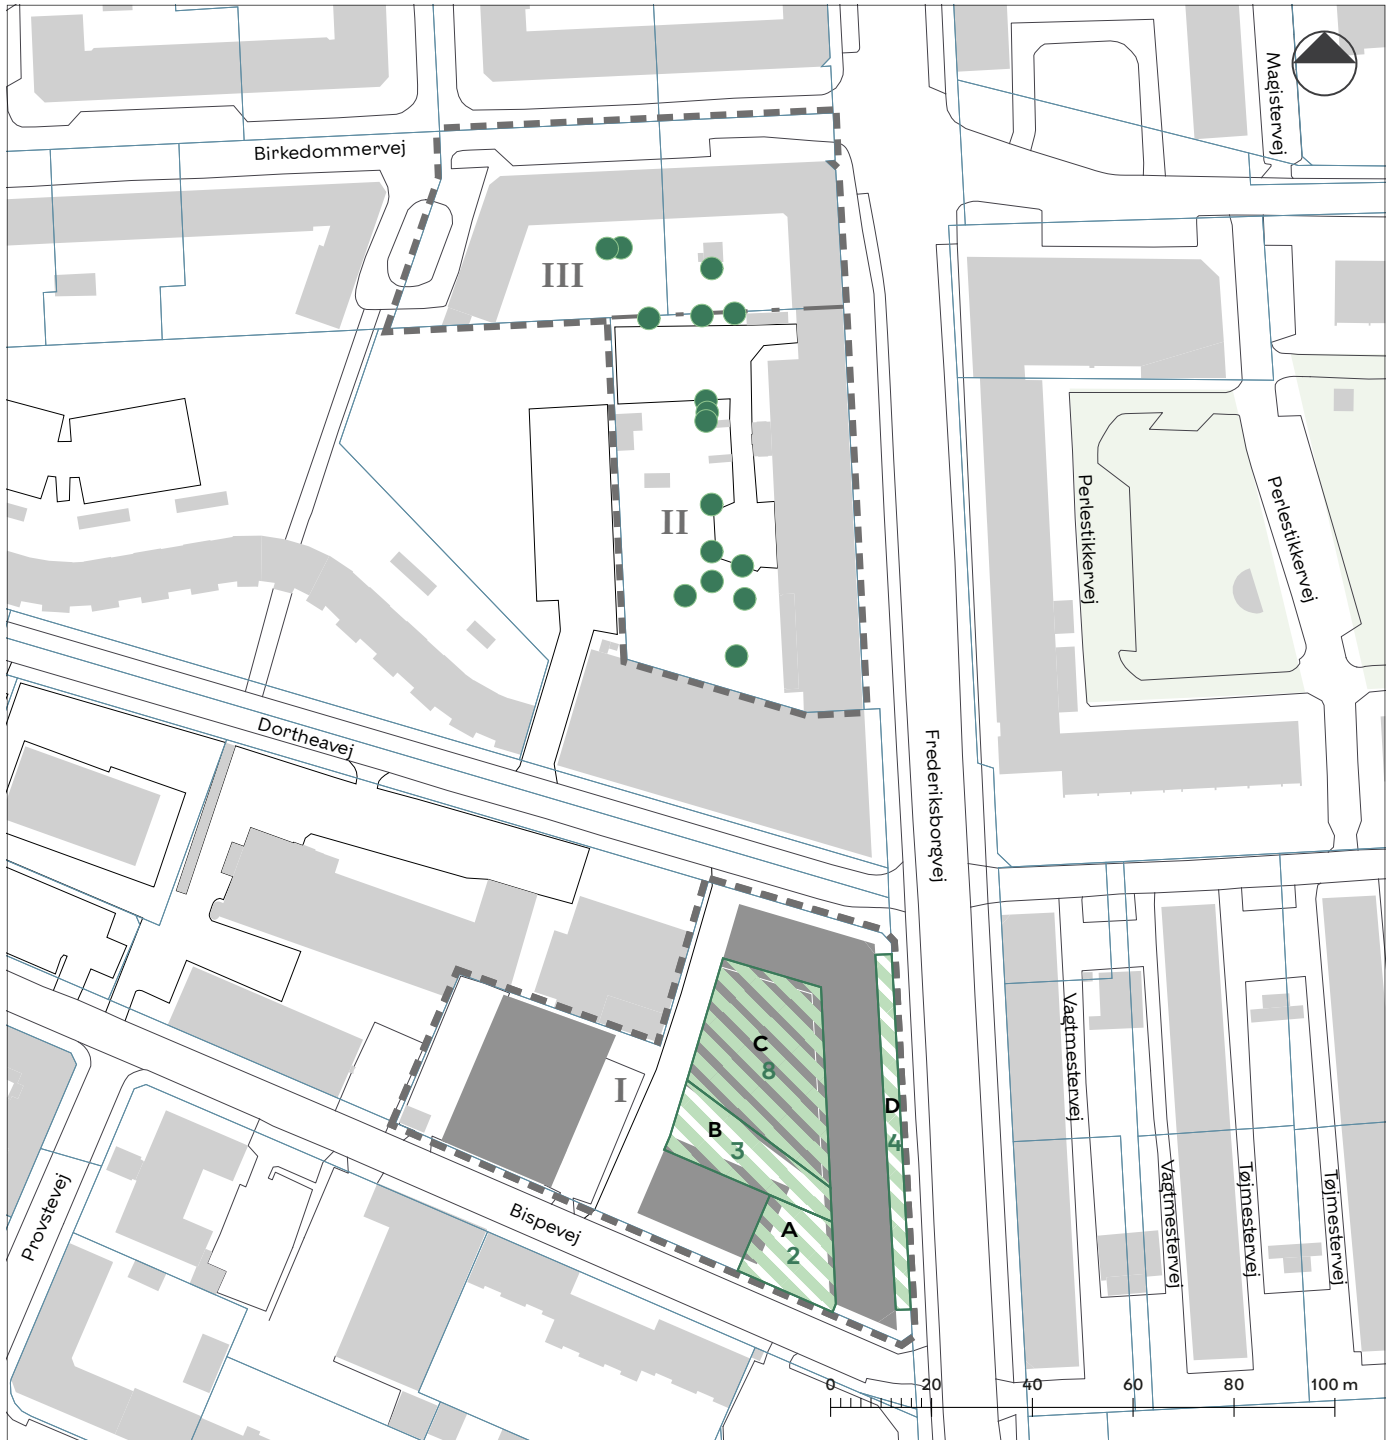 Magistervej
Birkedommervej
III
Perlestikkervej
Perlestikkervej
II
Dortheavej
Frederiksborgvej
C
8
I
D
4
B
3
A
2
Vagtmestervej
Vagtmestervej
Tøjmestervej
Tøjmestervej
Provstevej
Bispevej
0 20 40 60 80 100 m